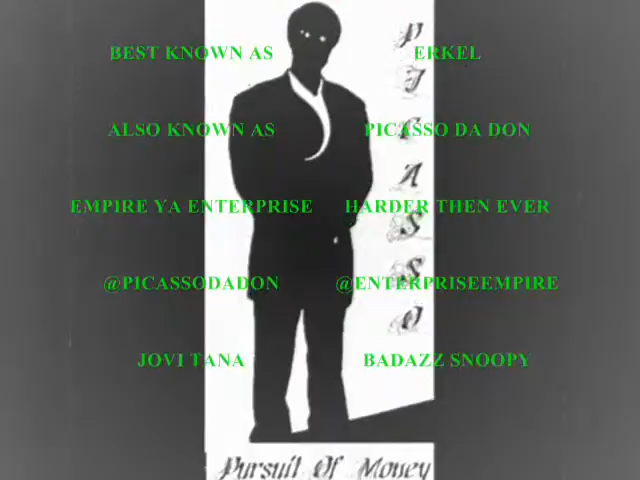 BEST KNOWN AS ERKEL
ALSO KNOWN AS PICASSO DA DON
EMPIRE YA ENTERPRISE HARDER THEN EVER
@PICASSODADON @ENTERPRISEEMPIRE
JOVI TANA BADAZZ SNOOPY
PICASSO
Pursuit Of Money